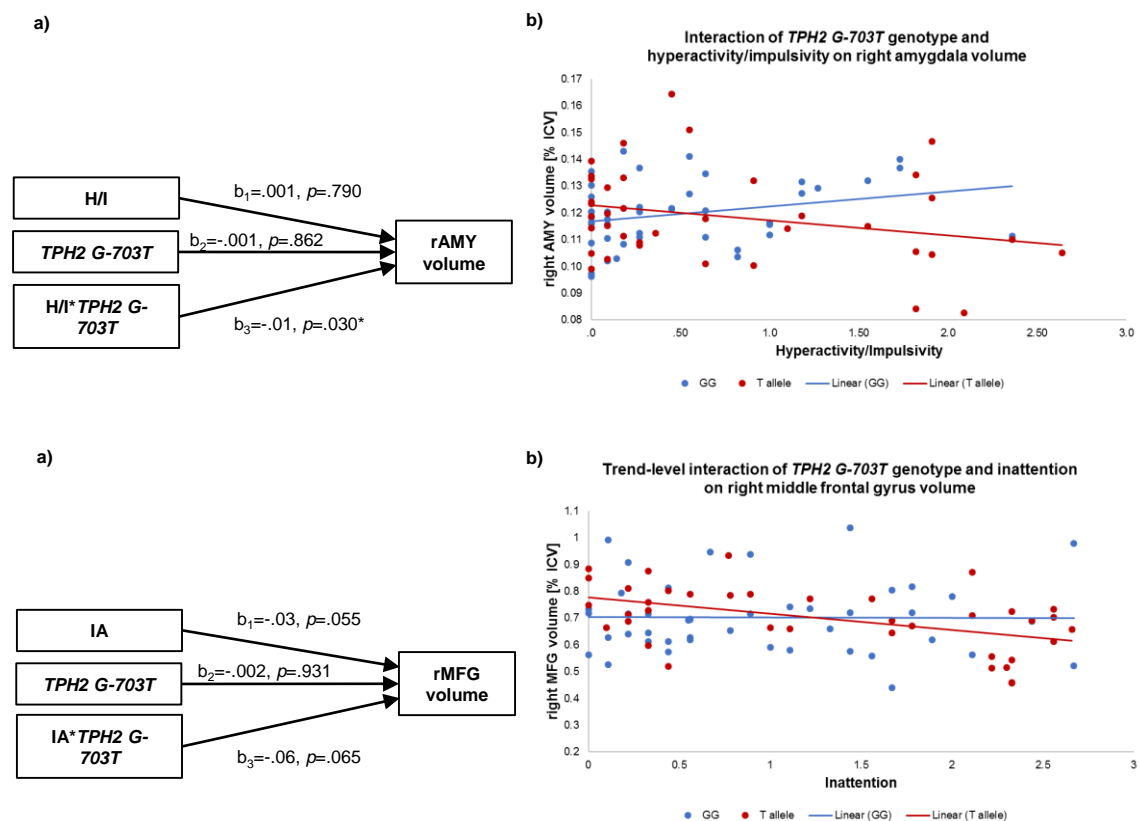 a)
H/I
TPH2 G-703T
H/I*TPH2 G-
703T
b1=.001, p=.790
b2=-.001, p=.862
b3=-.01, p=.030*
rAMY
volume
b)
Interaction of TPH2 G-703T genotype and
hyperactivity/impulsivity on right amygdala volume
right AMY volume [% ICV]
0.17
0.16
0.15
0.14
0.13
0.12
0.11
0.10
0.09
0.08
.0
.50
1.0
1.50
2.0
2.50
3.0
Hyperactivity/Impulsivity
GG
T allele
Linear (GG)
Linear (T allele)
a)
IA
TPH2 G-703T
IA*TPH2 G-
703T
b1=-.03, p=.055
b2=-.002, p=.931
b3=-.06, p=.065
rMFG
volume
b)
Trend-level interaction of TPH2 G-703T genotype and inattention
on right middle frontal gyrus volume
right MFG volume [% ICV]
1.1
1
0.9
0.8
0.7
0.6
0.5
0.4
0.3
0.2
0
0.5
1
1.5
2
2.5
3
Inattention
GG
T allele
Linear (GG)
Linear (T allele)